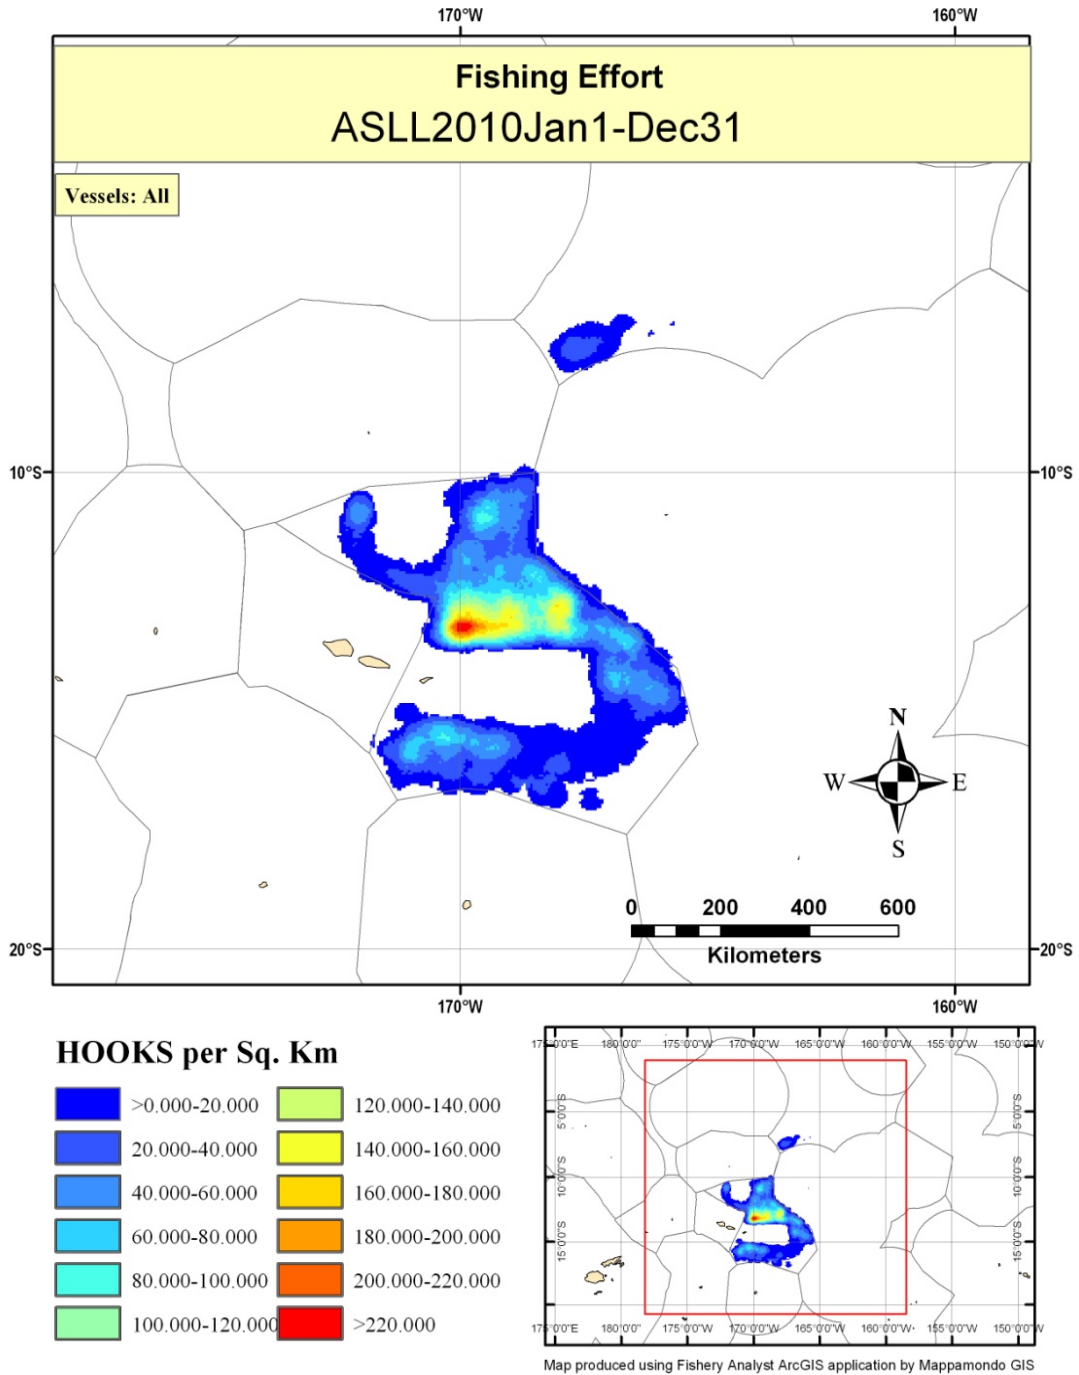 170°W 160°W
Fishing Effort
ASLL2010Jan1-Dec31
Vessels: All
10°S 10°S
N
W E
S
0 200 400 600
Kilometers
20°S 20°S
170°W 160°W
HOOKS per Sq. Km
>0.000-20.000 120.000-140.000
20.000-40.000 140.000-160.000
40.000-60.000 160.000-180.000
60.000-80.000 180.000-200.000
80.000-100.000 200.000-220.000
100.000-120.000 >220.000
175°0'0"E 180°0'0" 175°0'0"W 170°0'0"W 165°0'0"W 160°0'0"W 155°0'0"W 150°0'0"W
5°0'0"S 5°0'0"S
10°0'0"S 10°0'0"S
15°0'0"S 15°0'0"S
175°0'0"E 180°0'0" 175°0'0"W 170°0'0"W 165°0'0"W 160°0'0"W 155°0'0"W 150°0'0"W
Map produced using Fishery Analyst ArcGIS application by Mappamondo GIS